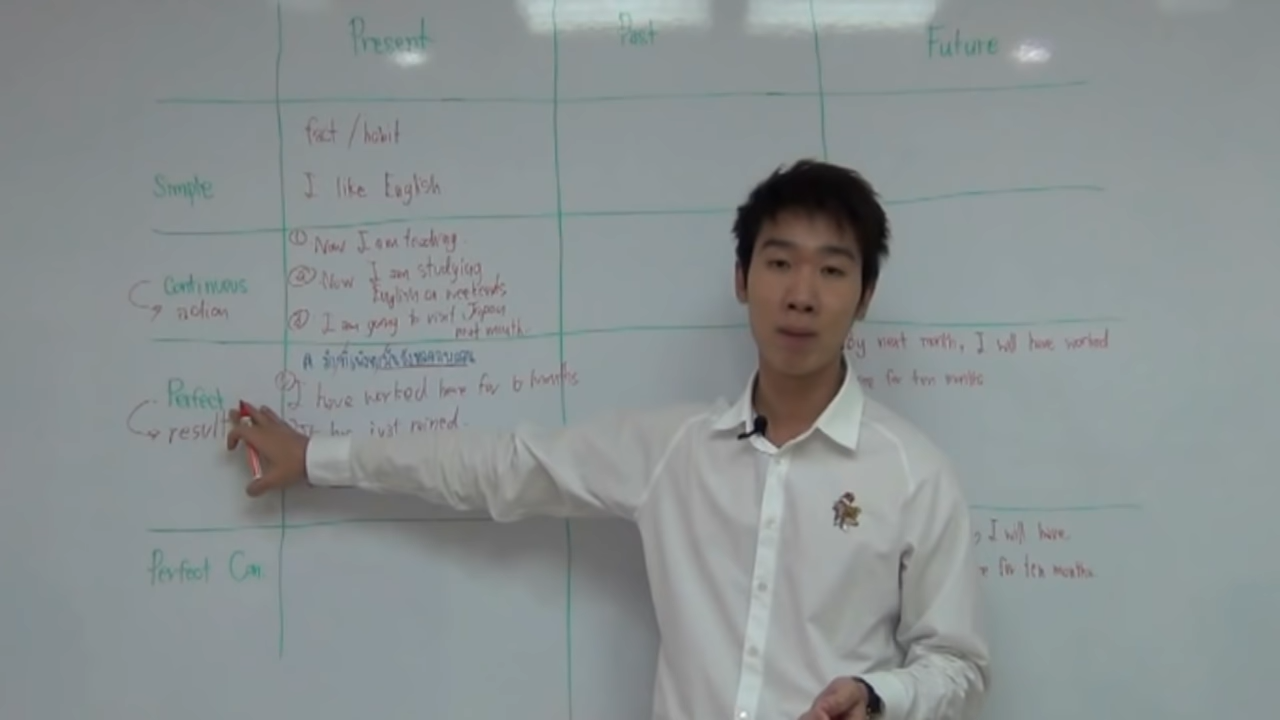 Present
Past
Future
fact / habit
Simple
I like English
① Now I am teaching.
② Now I am studying
English on weekends
Continuous
action
③ I am going to visit Japan
next month.
Perfect
result
① I have worked here for 6 months
just rained.
By next month, I will have worked
for ten months
Perfect Con
, I will have
for ten months